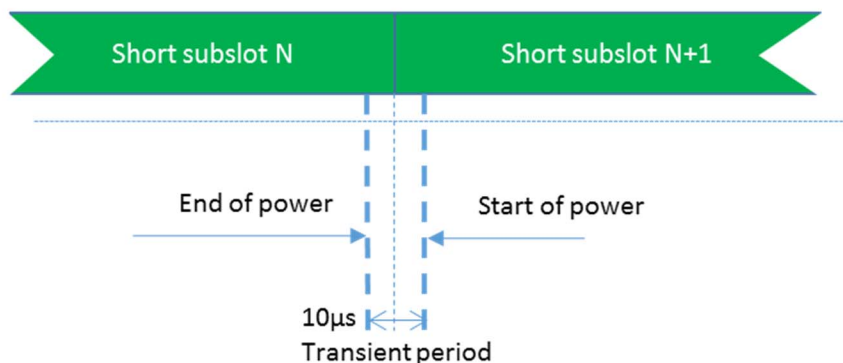 Short subslot N
Short subslot N+1
End of power
Start of power
10µs
Transient period